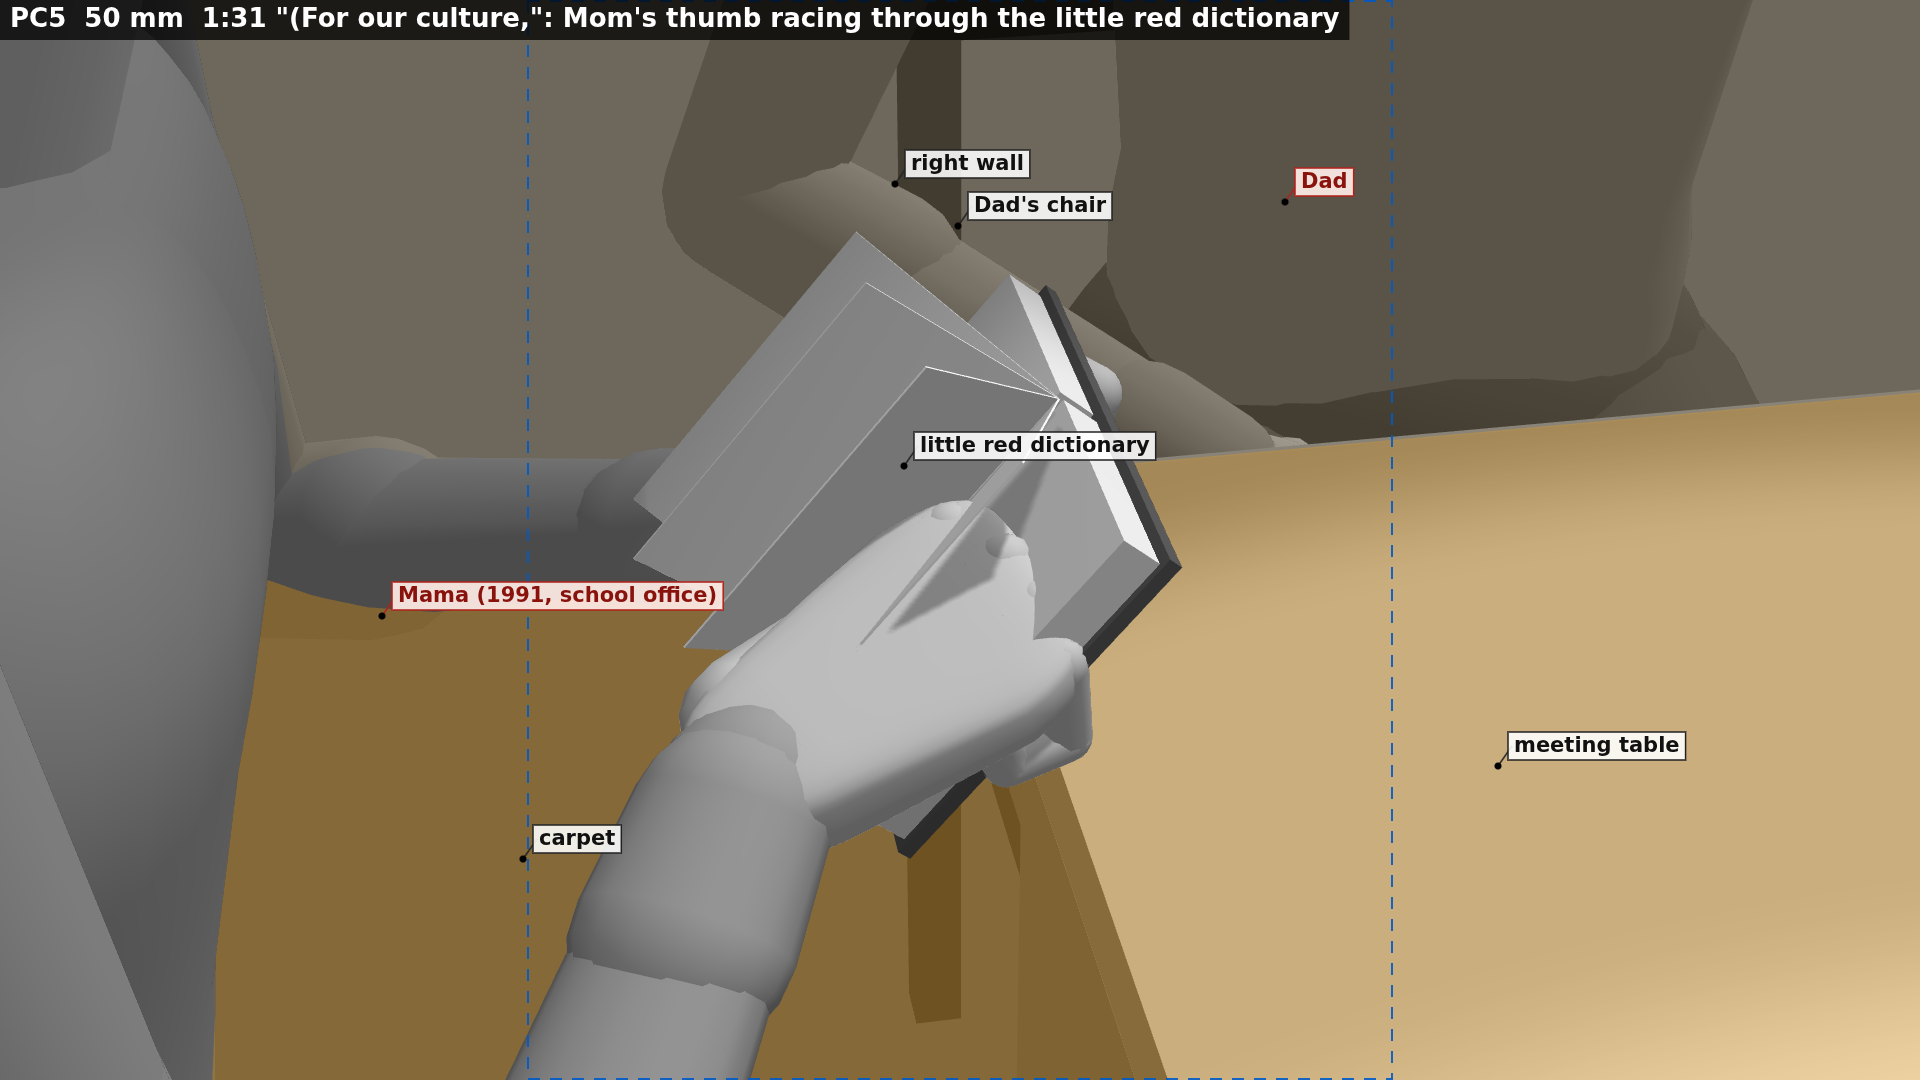 PC5  50 mm  1:31 "(For our culture,": Mom's thumb racing through the little red dictionary
right wall
Dad
Dad's chair
little red dictionary
Mama (1991, school office)
meeting table
carpet